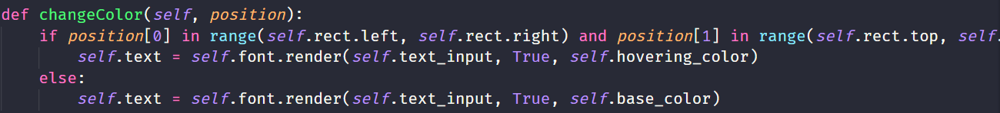 def changeColor(self, position):
    if position[0] in range(self.rect.left, self.rect.right) and position[1] in range(self.rect.top, self.
        self.text = self.font.render(self.text_input, True, self.hovering_color)
    else:
        self.text = self.font.render(self.text_input, True, self.base_color)